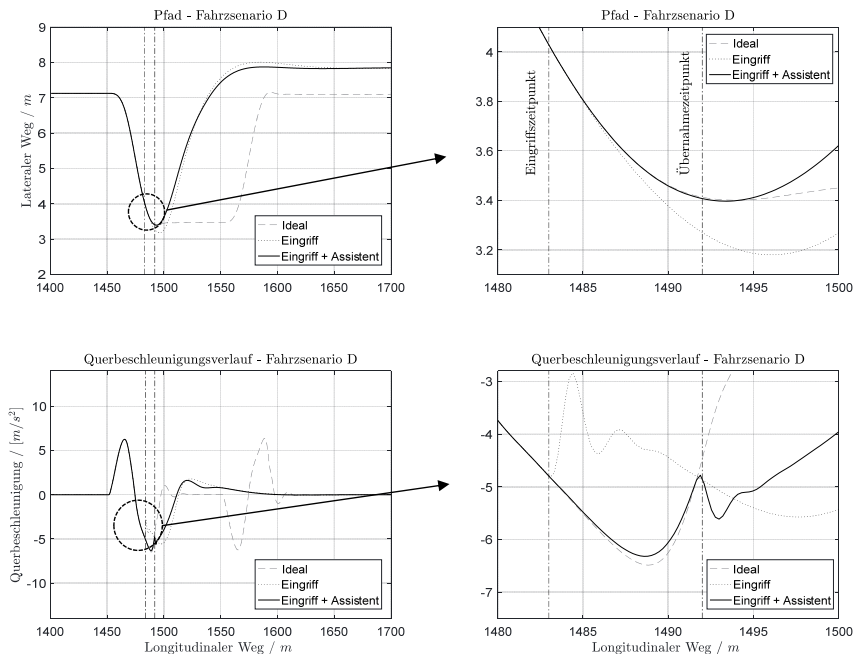 Pfad - Fahrzsenario D
Lateraler Weg / m
9
8
7
6
5
4
3
2
1400
1450
1500
1550
1600
1650
1700
Ideal
Eingriff
Eingriff + Assistent
Pfad - Fahrzsenario D
4
3.8
3.6
3.4
3.2
1480
1485
1490
1495
1500
Eingriffszeitpunkt
Übernahmezeitpunkt
Ideal
Eingriff
Eingriff + Assistent
Querbeschleunigungsverlauf - Fahrzsenario D
Querbeschleunigung / [m/s²]
10
5
0
-5
-10
1400
1450
1500
1550
1600
1650
1700
Longitudinaler Weg / m
Ideal
Eingriff
Eingriff + Assistent
Querbeschleunigungsverlauf - Fahrzsenario D
-3
-4
-5
-6
-7
1480
1485
1490
1495
1500
Longitudinaler Weg / m
Ideal
Eingriff
Eingriff + Assistent